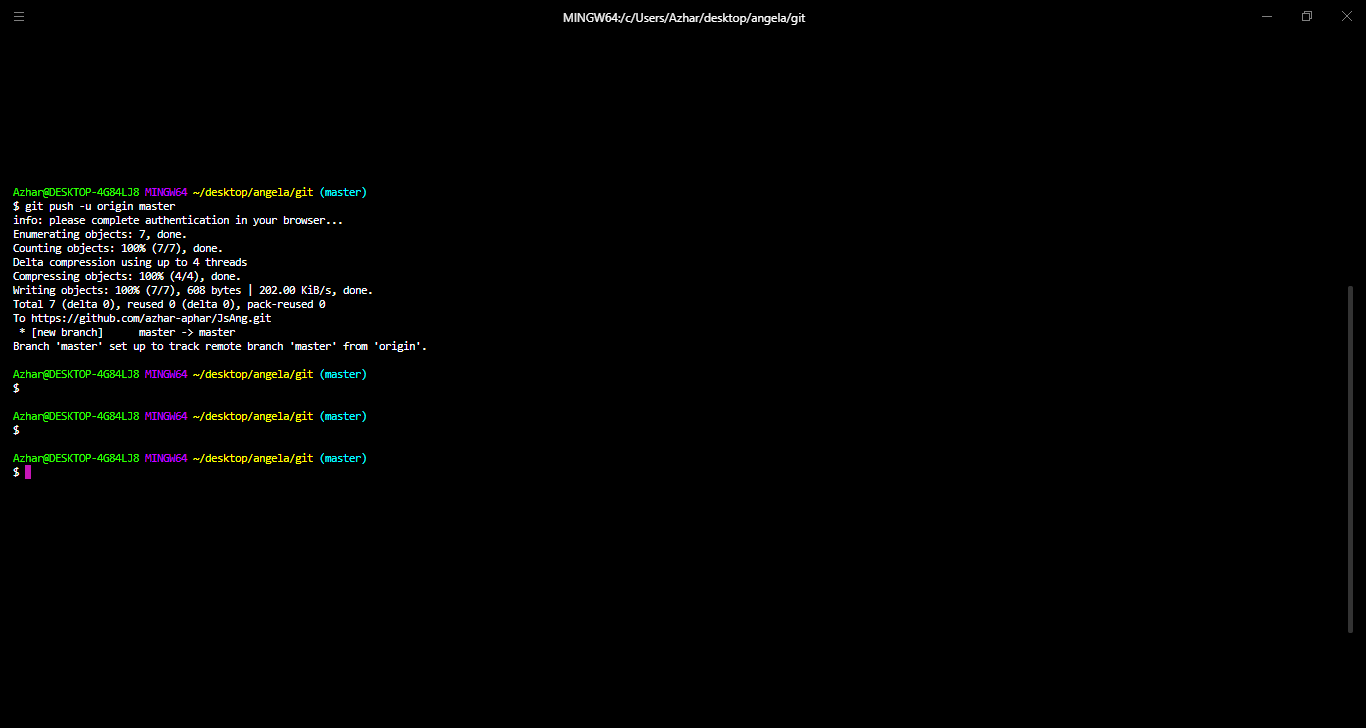 MINGW64:/c/Users/Azhar/desktop/angela/git
Azhar@DESKTOP-4G84LJ8 MINGW64 ~/desktop/angela/git (master)
$ git push -u origin master
info: please complete authentication in your browser...
Enumerating objects: 7, done.
Counting objects: 100% (7/7), done.
Delta compression using up to 4 threads
Compressing objects: 100% (4/4), done.
Writing objects: 100% (7/7), 608 bytes | 202.00 KiB/s, done.
Total 7 (delta 0), reused 0 (delta 0), pack-reused 0
To https://github.com/azhar-aphar/JsAng.git
 * [new branch]      master -> master
Branch 'master' set up to track remote branch 'master' from 'origin'.
Azhar@DESKTOP-4G84LJ8 MINGW64 ~/desktop/angela/git (master)
$
Azhar@DESKTOP-4G84LJ8 MINGW64 ~/desktop/angela/git (master)
$
Azhar@DESKTOP-4G84LJ8 MINGW64 ~/desktop/angela/git (master)
$